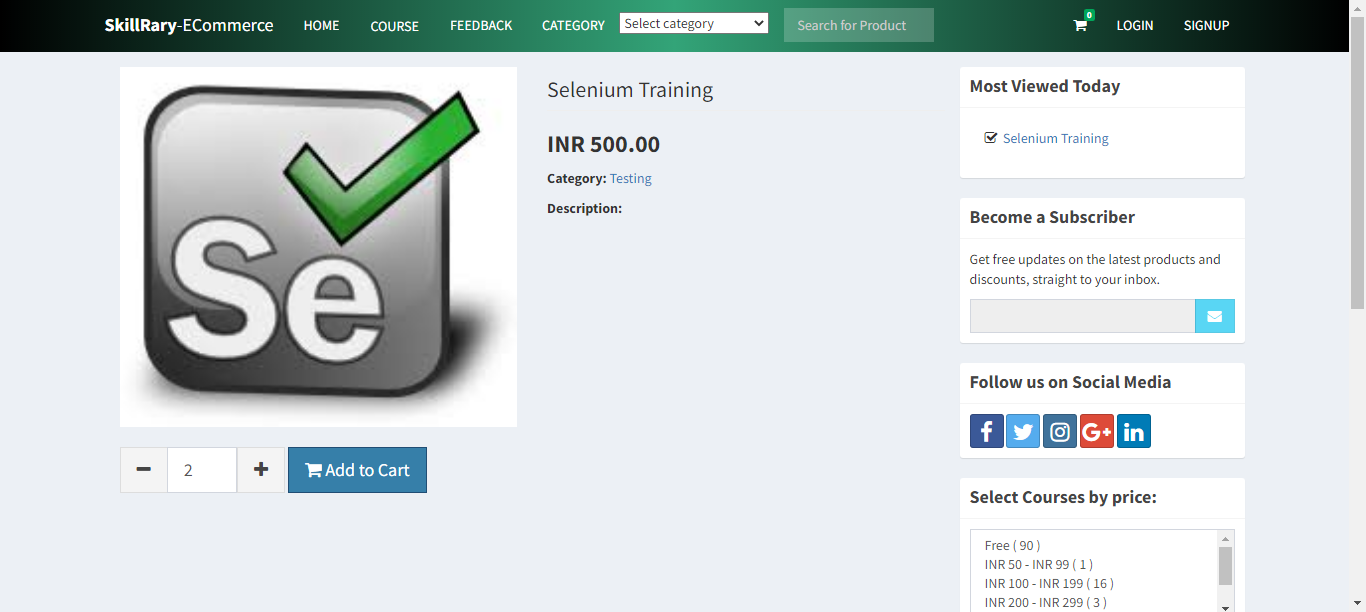 SkillRary-ECommerce HOME COURSE FEEDBACK CATEGORY Select category Search for Product 0 LOGIN SIGNUP
Se
2
Add to Cart
Selenium Training
INR 500.00
Category: Testing
Description:
Most Viewed Today
Selenium Training
Become a Subscriber
Get free updates on the latest products and
discounts, straight to your inbox.
Follow us on Social Media
Select Courses by price:
Free ( 90 )
INR 50 - INR 99 ( 1 )
INR 100 - INR 199 ( 16 )
INR 200 - INR 299 ( 3 )